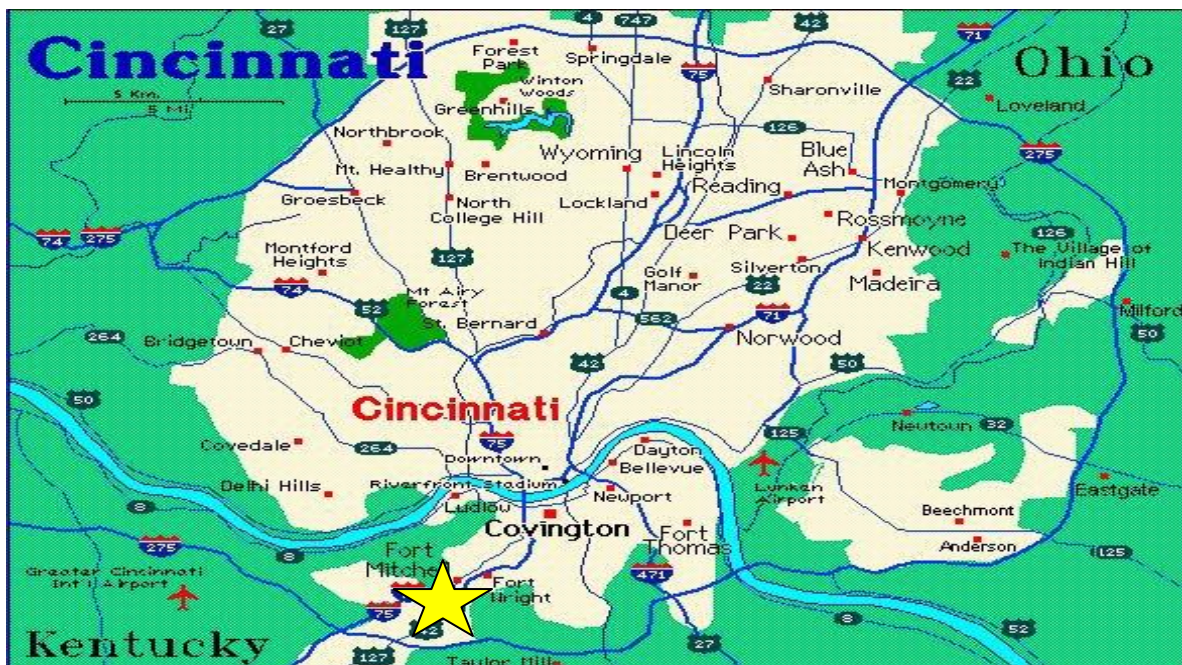 Cincinnati
Ohio
5 Km.
5 Mi.
27
127
4
747
75
71
22
Forest
Park
Springdale
Winton
Woods
Greenhills
Sharonville
Loveland
Northbrook
126
275
Wyoming
Lincoln
Heights
Blue
Ash
Mt. Healthy
Brentwood
Reading
Montgomery
Groesbeck
North
College Hill
Lockland
Rossmoyne
74
275
Deer Park
Kenwood
126
The Village of
Indian Hill
Montford
Heights
127
Golf
Manor
Silverton
22
Madeira
74
Mt Airy
Forest
4
52
St. Bernard
562
71
Milford
264
Bridgetown
Cheviot
Norwood
50
42
50
50
Cincinnati
75
Newtoun
32
Covedale
264
125
Dayton
Downtown
Bellevue
Delhi Hills
Riverfront Stadium
Lunken
Airport
Eastgate
Ludlow
Newport
8
Covington
Beechmont
Fort
Thomas
275
8
Fort
Anderson
125
Greater Cincinnati
Int'l Airport
Fort
Wright
471
75
8
42
Kentucky
127
27
52
Taylor Mill